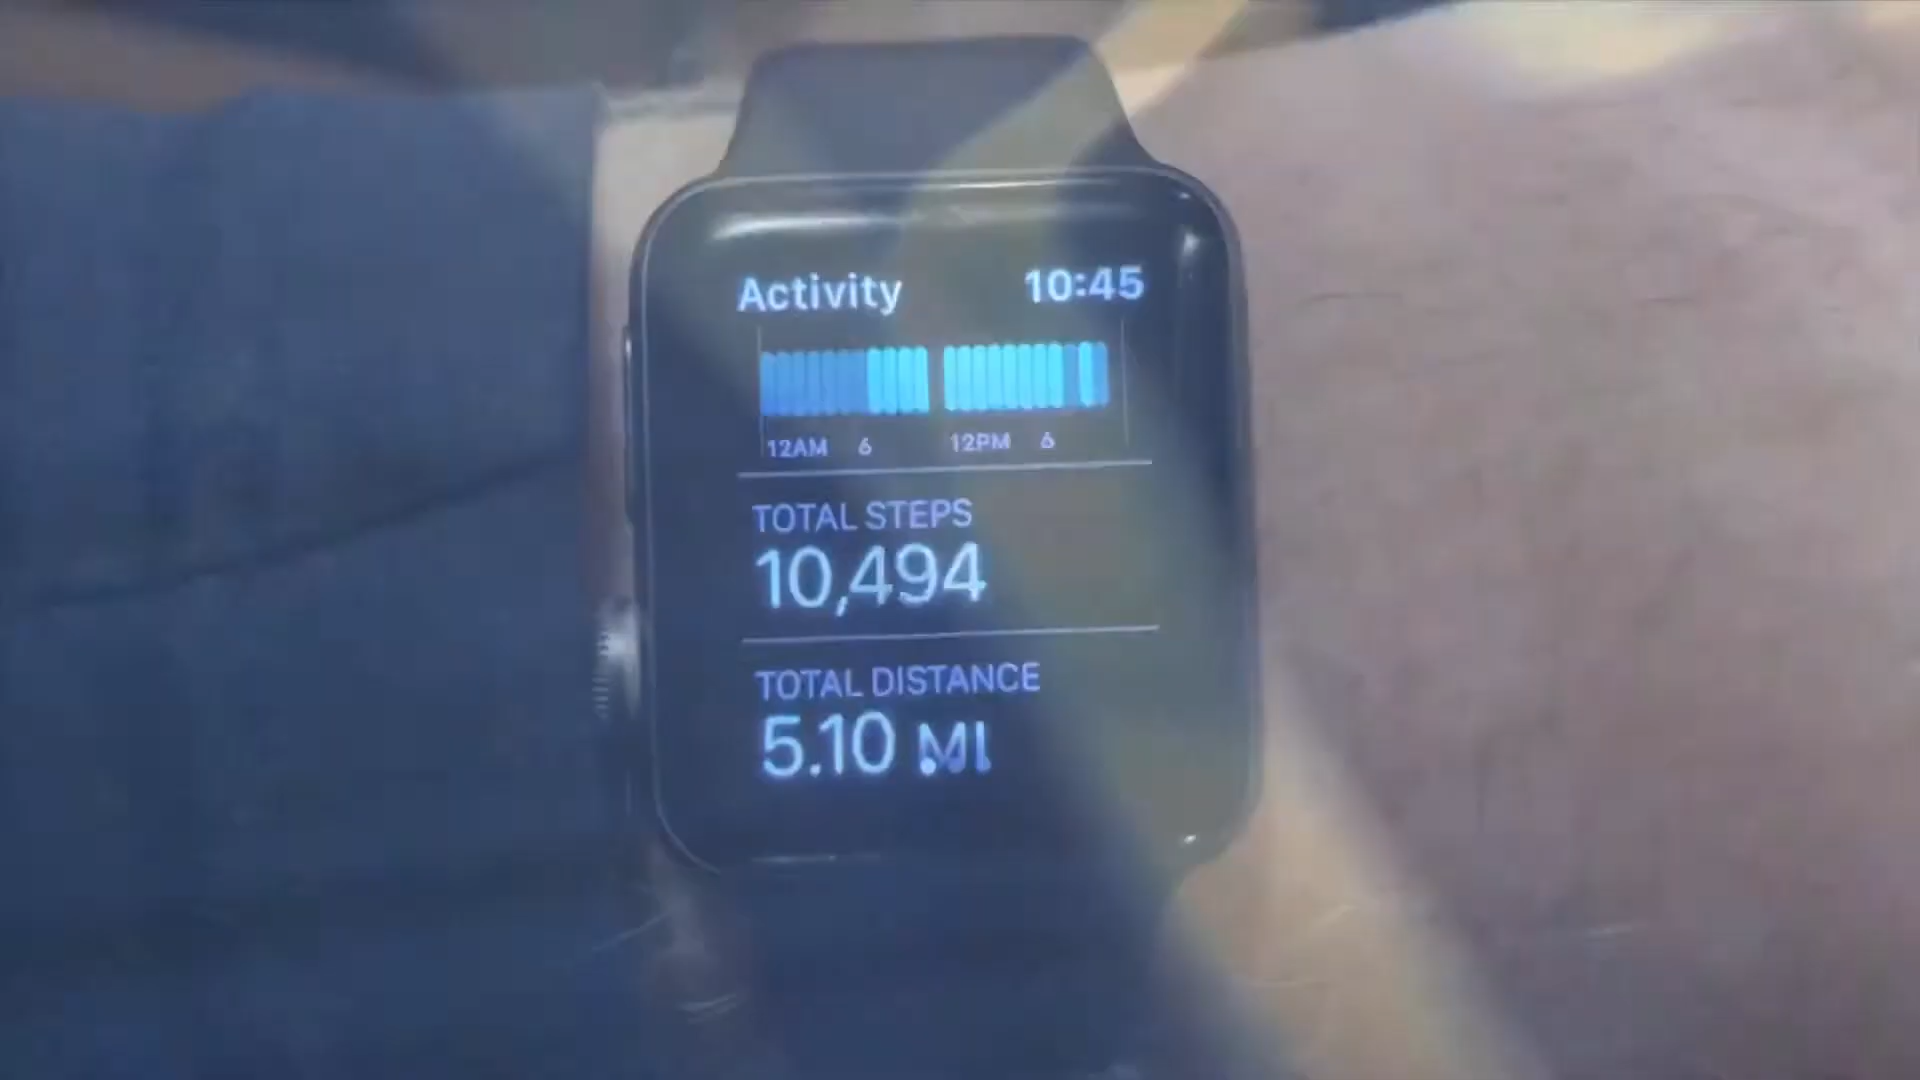 Activity 10:45
12AM 6 12PM 6
TOTAL STEPS
10,494
TOTAL DISTANCE
5.10 MI